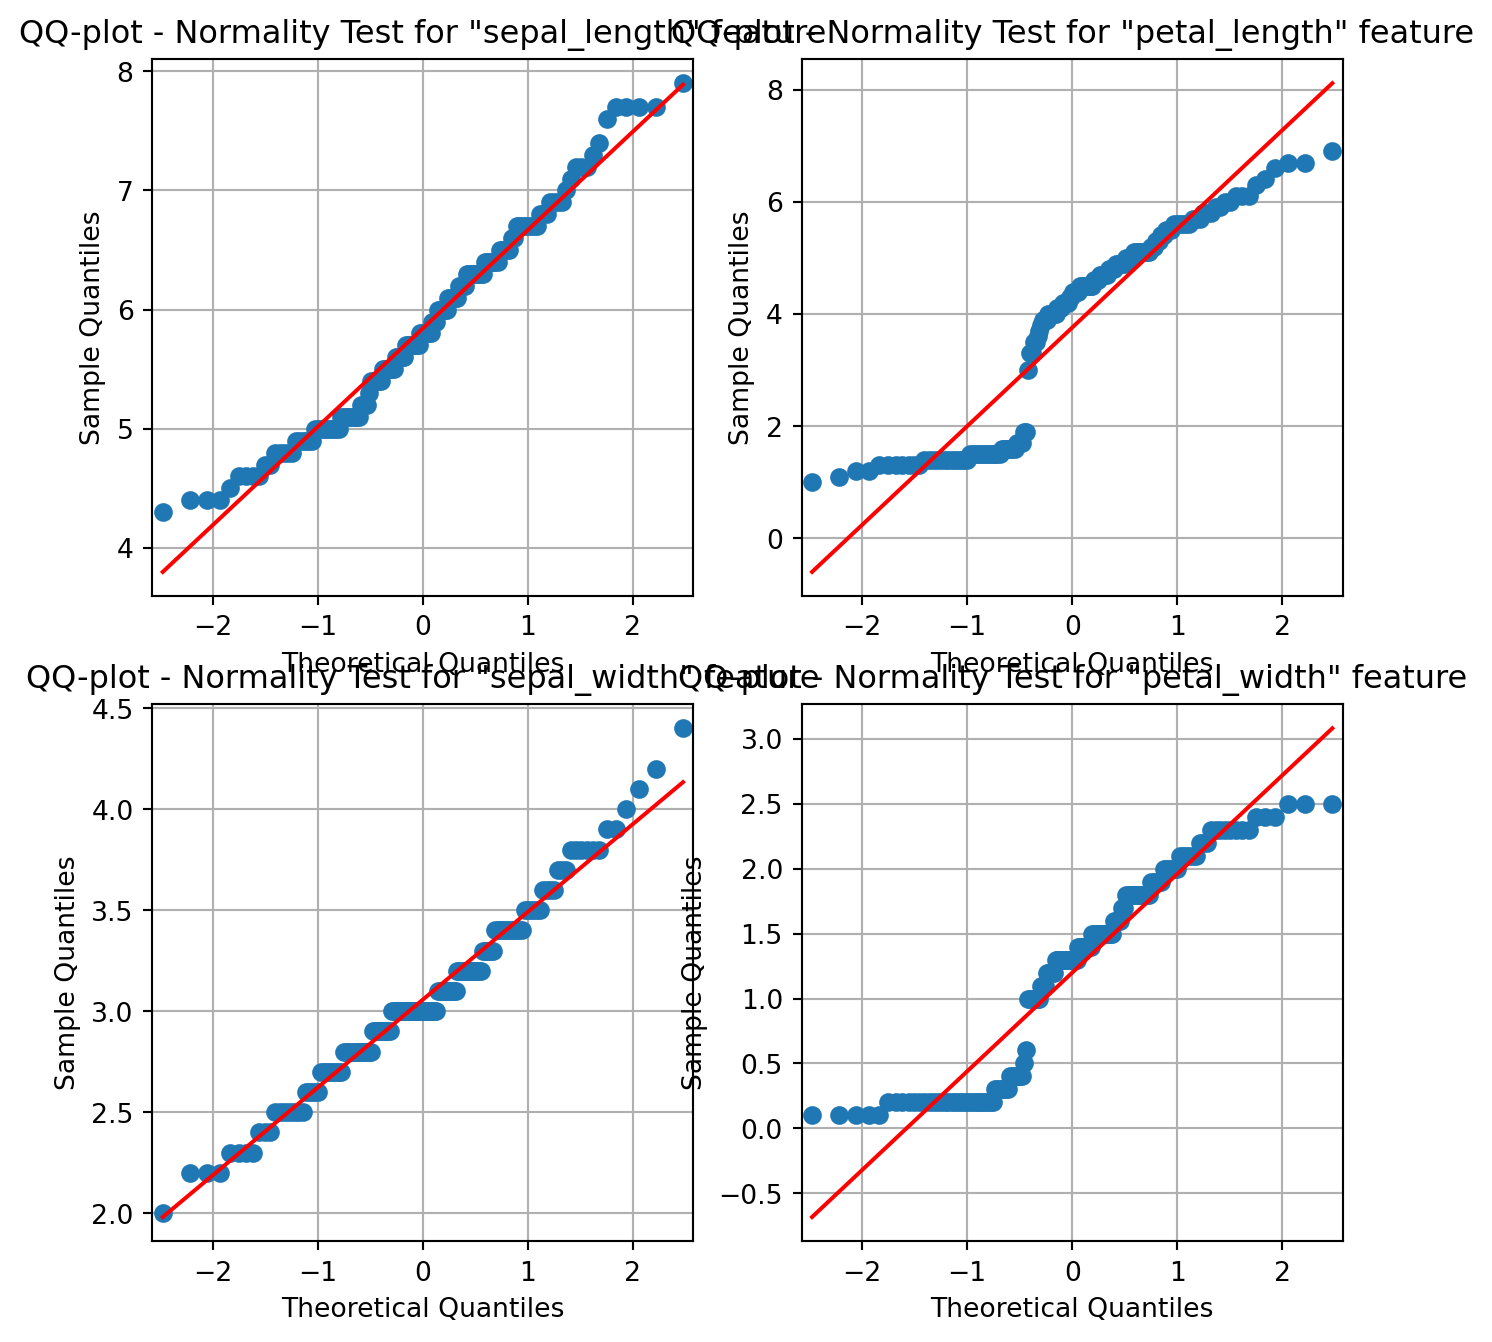 QQ-plot - Normality Test for "sepal_length" feature
8
7
6
5
4
Sample Quantiles
−2 −1 0 1 2
Theoretical Quantiles
QQ-plot - Normality Test for "petal_length" feature
8
6
4
2
0
Sample Quantiles
−2 −1 0 1 2
Theoretical Quantiles
QQ-plot - Normality Test for "sepal_width" feature
4.5
4.0
3.5
3.0
2.5
2.0
Sample Quantiles
−2 −1 0 1 2
Theoretical Quantiles
QQ-plot - Normality Test for "petal_width" feature
3.0
2.5
2.0
1.5
1.0
0.5
0.0
−0.5
Sample Quantiles
−2 −1 0 1 2
Theoretical Quantiles